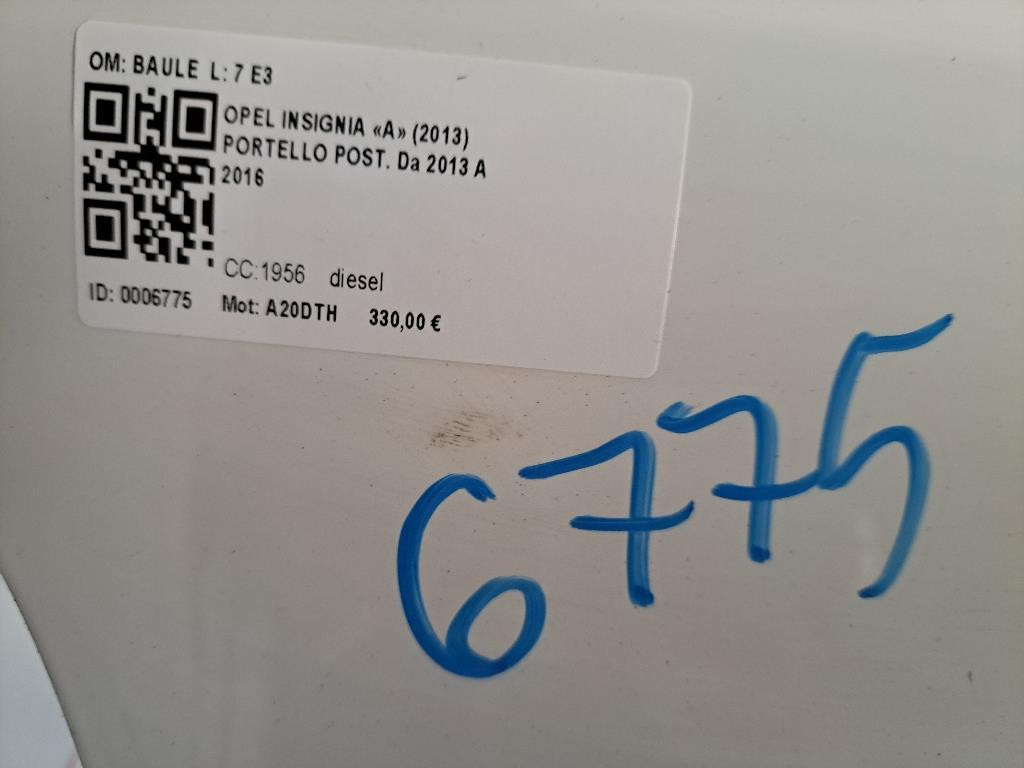 OM: BAULE L: 7 E3
OPEL INSIGNIA «A» (2013)
PORTELLO POST. Da 2013 A
2016
CC:1956 diesel
ID: 0006775 Mot: A20DTH 330,00 €
6775